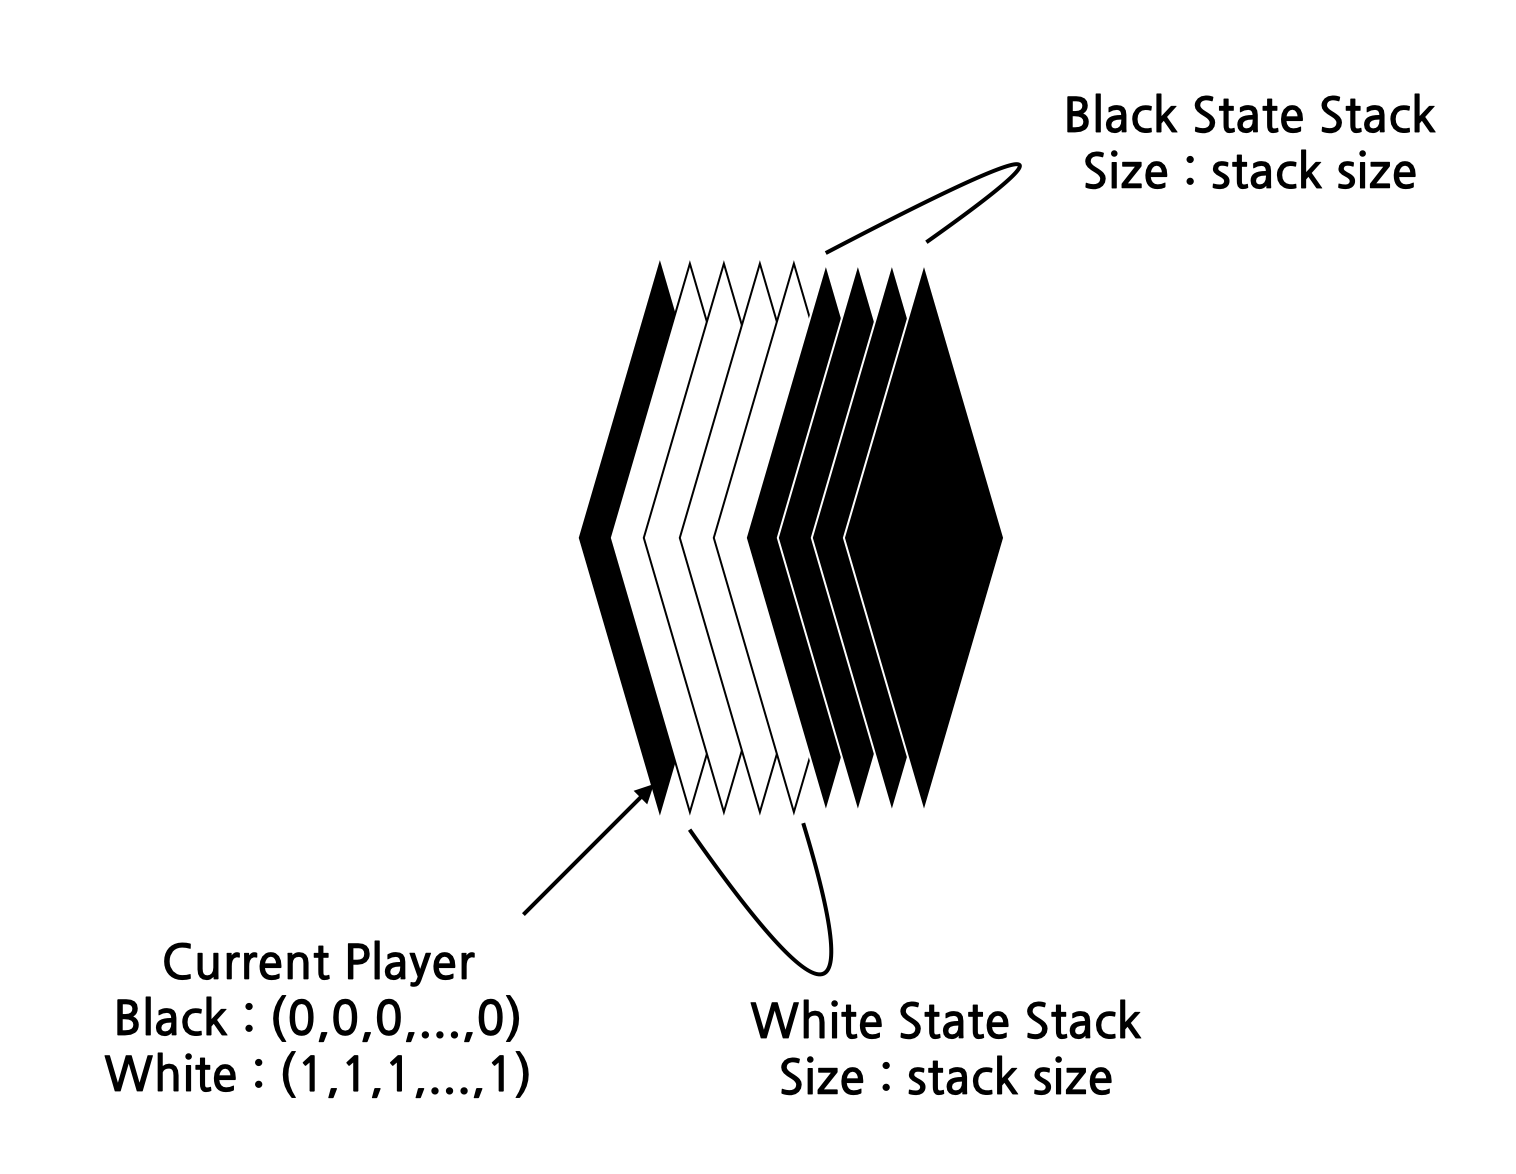 Black State Stack
Size : stack size
Current Player
Black : (0,0,0,...,0)
White : (1,1,1,...,1)
White State Stack
Size : stack size